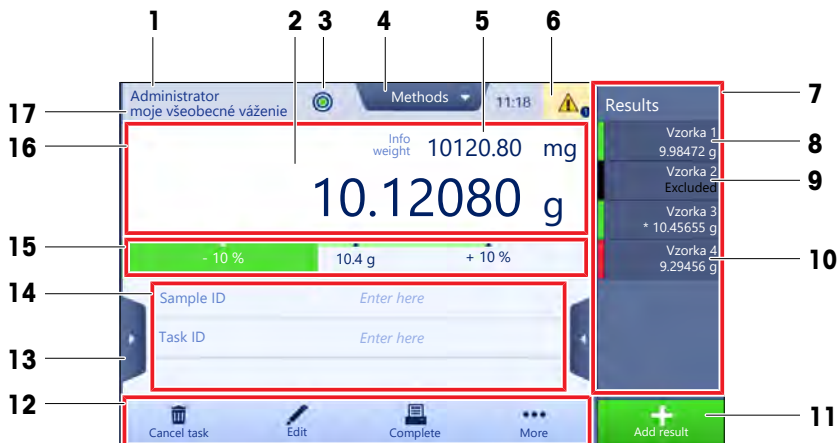 1
2
3
4
5
6
7
8
9
10
11
12
13
14
15
16
17
Administrator
moje všeobecné váženie
Methods
11:18
Info
weight
10120.80 mg
10.12080 g
- 10 %
10.4 g
+ 10 %
Sample ID
Enter here
Task ID
Enter here
Cancel task
Edit
Complete
More
Results
Vzorka 1
9.98472 g
Vzorka 2
Excluded
Vzorka 3
* 10.45655 g
Vzorka 4
9.29456 g
Add result